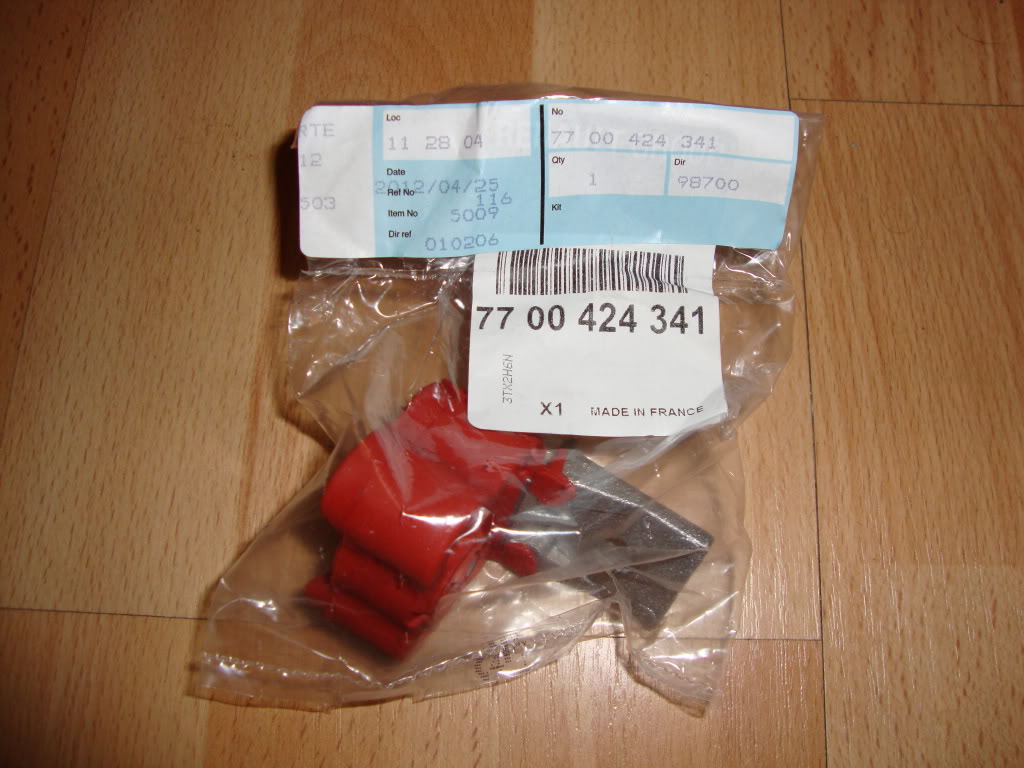 RTE
12
503
Loc
11 28 04
Date
2012/04/25
Ref No 116
Item No 5009
Dir ref 010206
No
77 00 424 341
Qty 1
Dir 98700
Kit
77 00 424 341
3TX2H6N
X1 MADE IN FRANCE